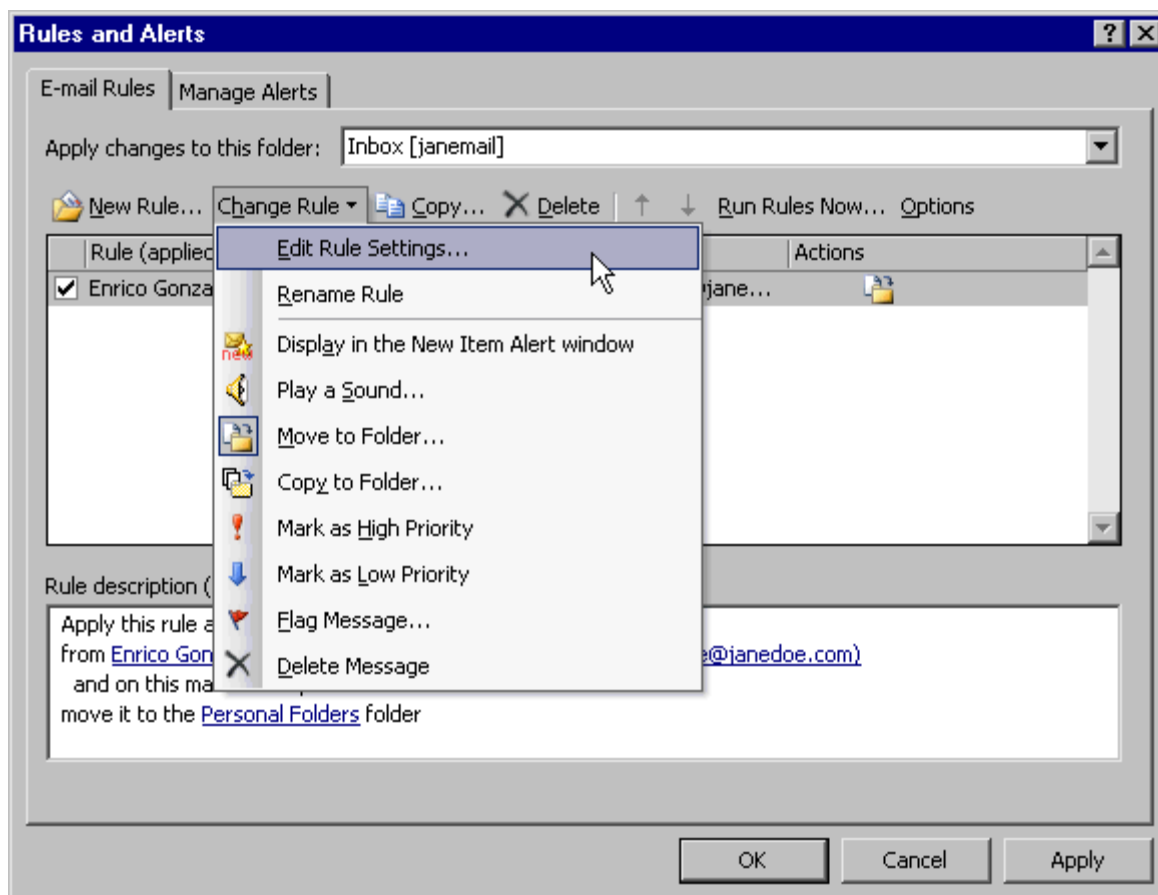 Rules and Alerts
E-mail Rules Manage Alerts
Apply changes to this folder: Inbox [janemail]
New Rule... Change Rule Copy... Delete Run Rules Now... Options
Rule (applied Actions
Enrico Gonza jane...
Edit Rule Settings...
Rename Rule
new Display in the New Item Alert window
Play a Sound...
Move to Folder...
Copy to Folder...
Mark as High Priority
Mark as Low Priority
Flag Message...
Delete Message
Rule description (
Apply this rule a
from Enrico Gon e@janedoe.com)
and on this ma
move it to the Personal Folders folder
OK Cancel Apply